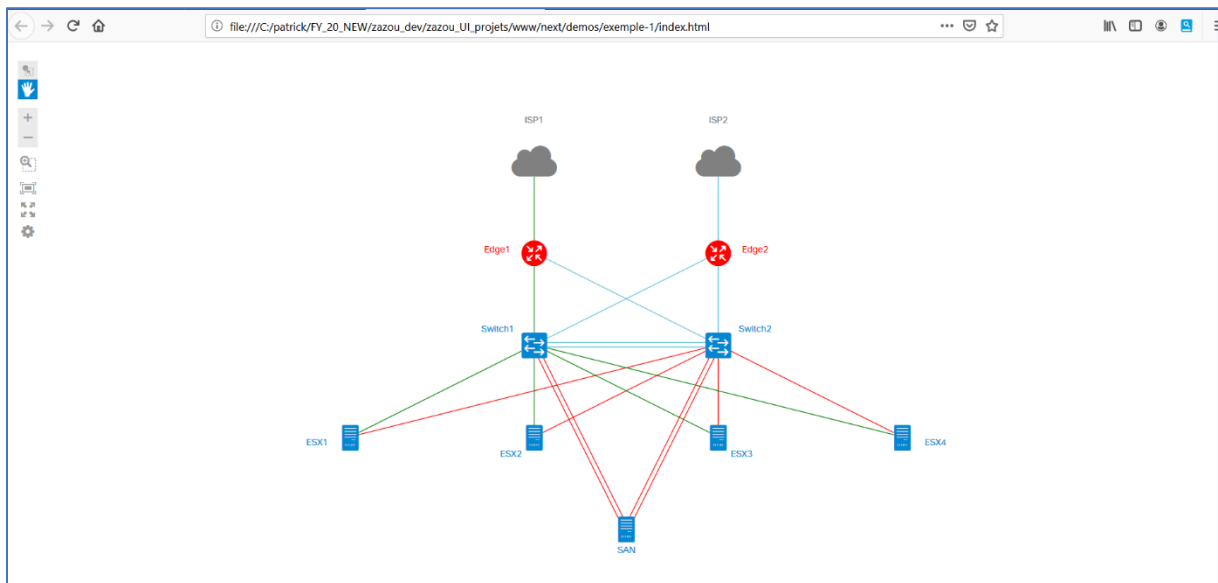 file:///C:/patrick/FY_20_NEW/zazou_dev/zazou_UI_projets/www/next/demos/exemple-1/index.html
ISP1 ISP2
Edge1 Edge2
Switch1 Switch2
ESX1 ESX2 ESX3 ESX4
SAN